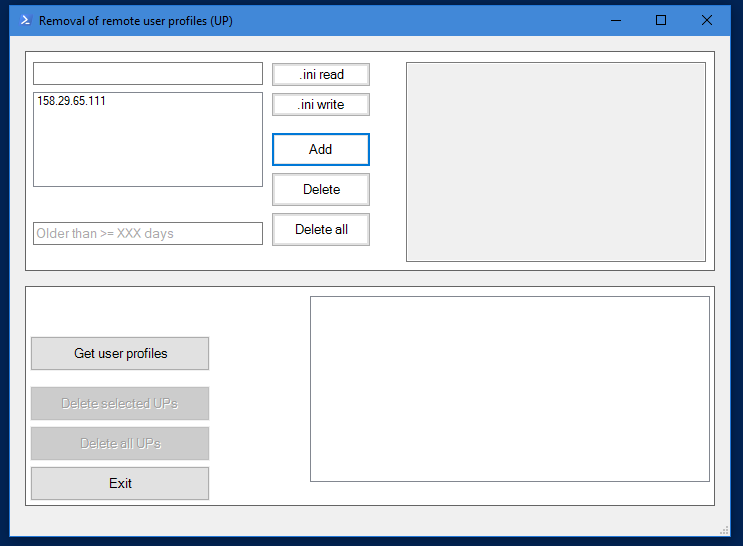 Removal of remote user profiles (UP)
.ini read
158.29.65.111
.ini write
Add
Delete
Older than >= XXX days
Delete all
Get user profiles
Delete selected UPs
Delete all UPs
Exit